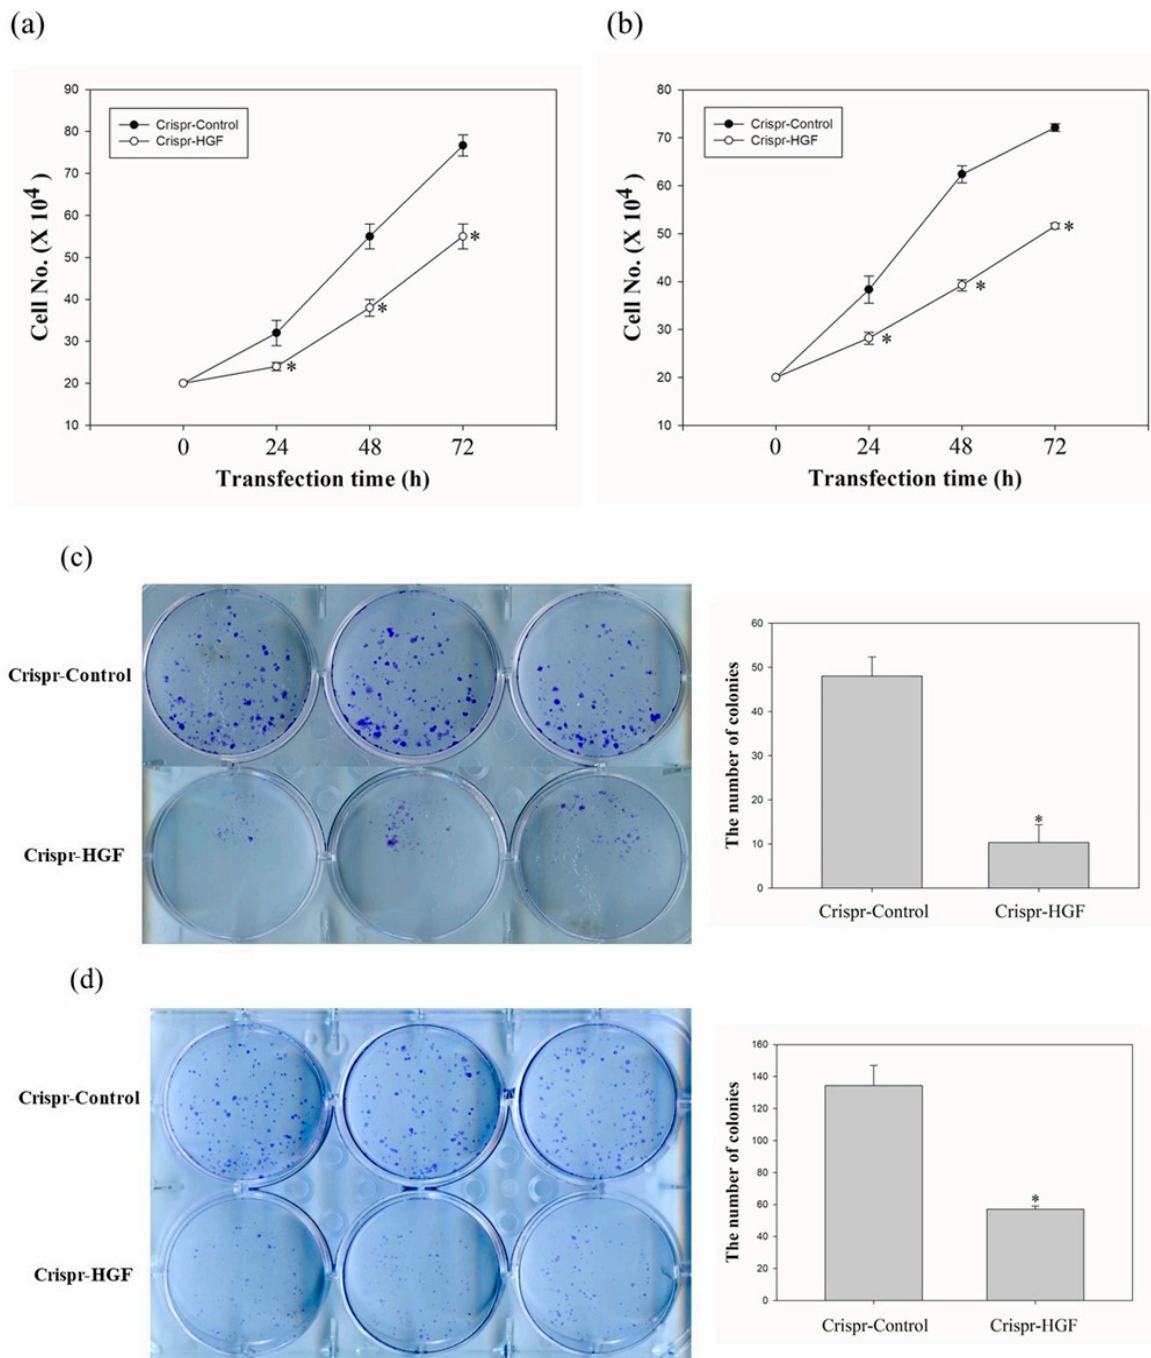 (a)
(b)
90
80
70
60
50
40
30
20
10
Crispr-Control
Crispr-HGF
*
*
*
Cell No. (X 10⁴ )
0 24 48 72
Transfection time (h)
80
70
60
50
40
30
20
10
Crispr-Control
Crispr-HGF
*
*
*
Cell No. (X 10⁴ )
0 24 48 72
Transfection time (h)
(c)
Crispr-Control
Crispr-HGF
The number of colonies
60
50
40
30
20
10
0
*
Crispr-Control Crispr-HGF
(d)
Crispr-Control
Crispr-HGF
The number of colonies
160
140
120
100
80
60
40
20
0
*
Crispr-Control Crispr-HGF